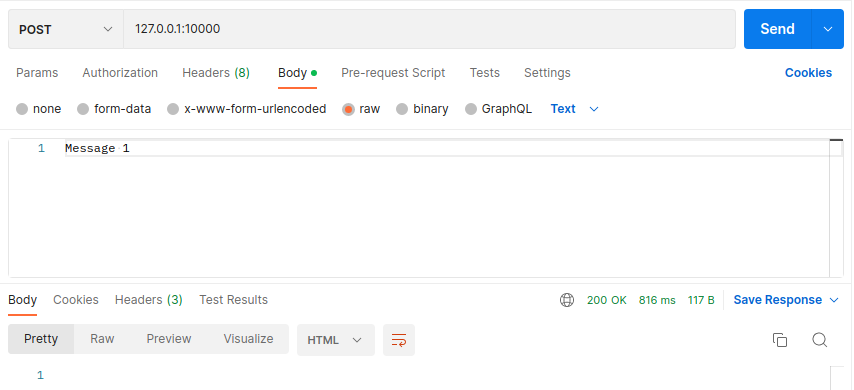 POST 127.0.0.1:10000 Send
Params Authorization Headers (8) Body Pre-request Script Tests Settings Cookies
none form-data x-www-form-urlencoded raw binary GraphQL Text
1 Message 1
Body Cookies Headers (3) Test Results 200 OK 816 ms 117 B Save Response
Pretty Raw Preview Visualize HTML
1